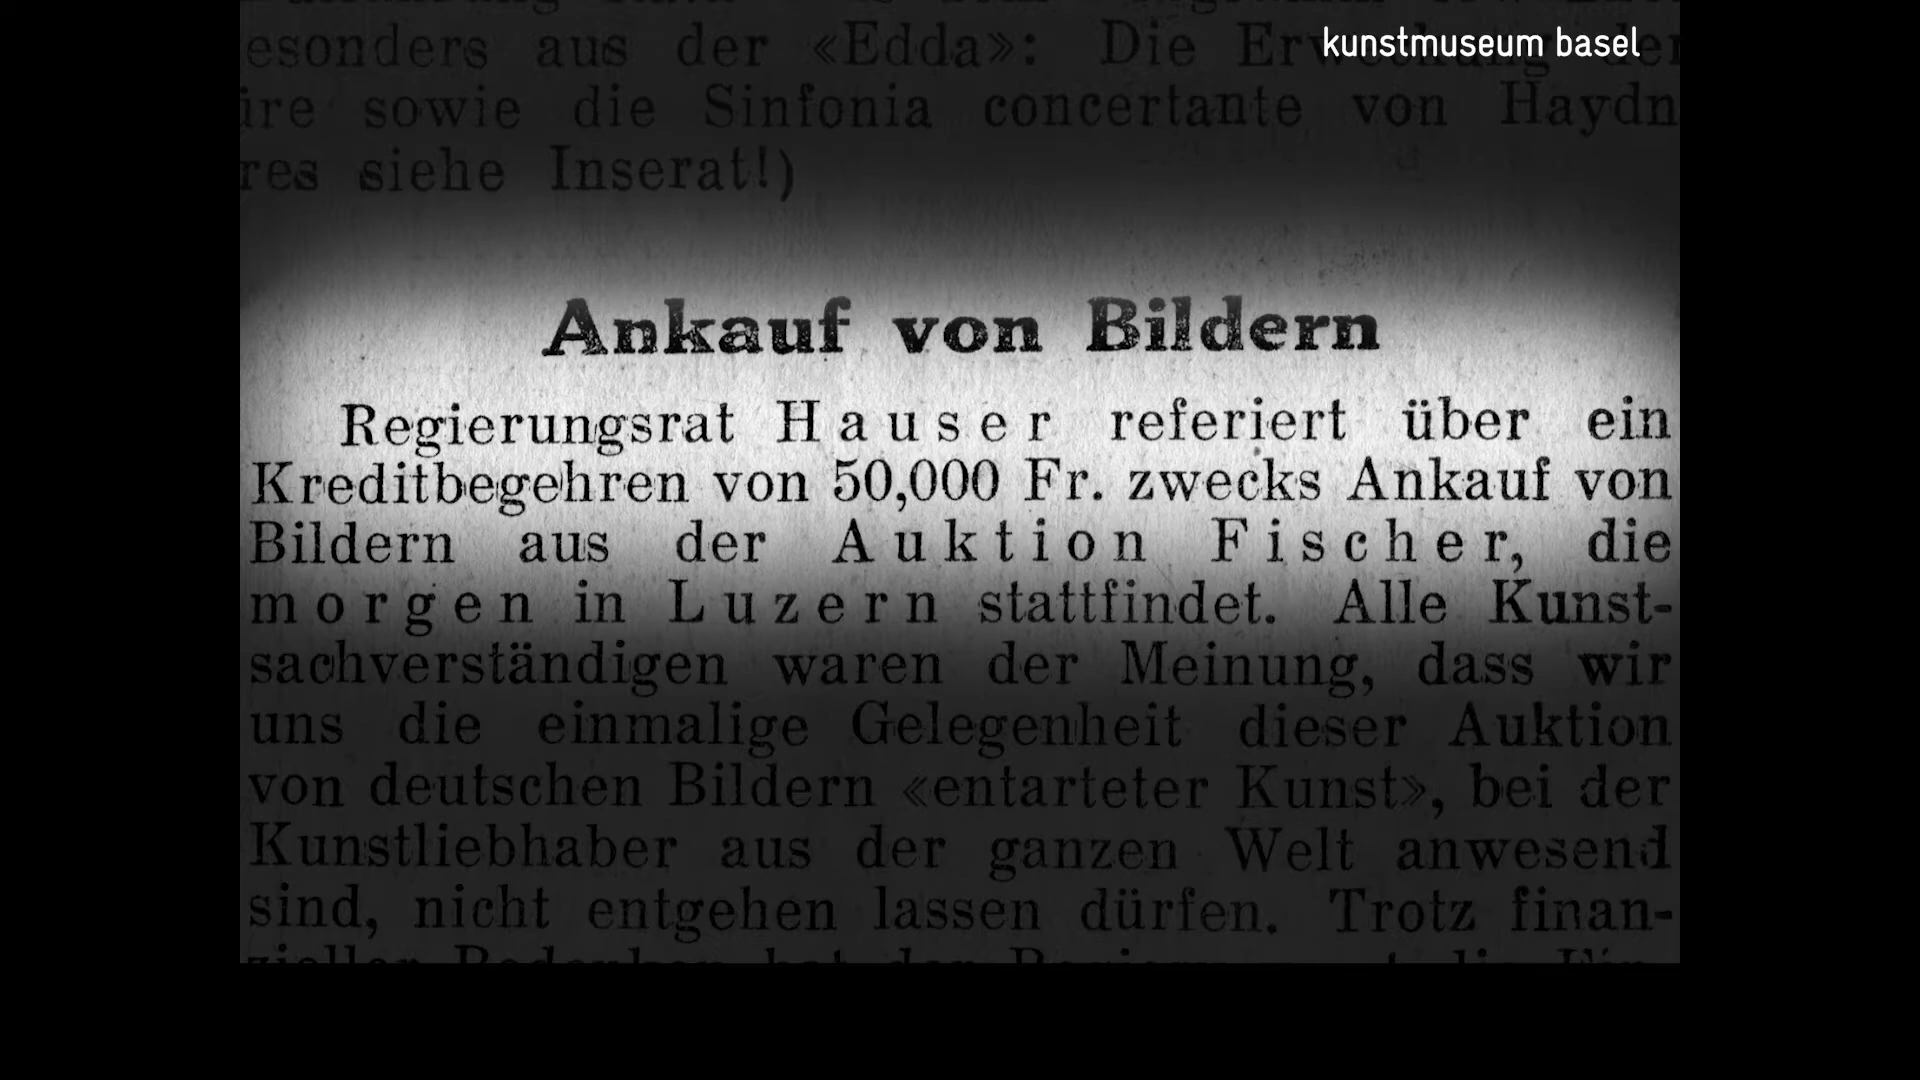 kunstmuseum basel
esonders aus der «Edda»: Die
ire sowie die Sinfonia concertante von Haydn
res siehe Inserat!)
Ankauf von Bildern
Regierungsrat Hauser referiert über ein
Kreditbegehren von 50,000 Fr. zwecks Ankauf von
Bildern aus der Auktion Fischer, die
morgen in Luzern stattfindet. Alle Kunst-
sachverständigen waren der Meinung, dass wir
uns die einmalige Gelegenheit dieser Auktion
von deutschen Bildern «entarteter Kunst», bei der
Kunstliebhaber aus der ganzen Welt anwesend
sind, nicht entgehen lassen dürfen. Trotz finan-